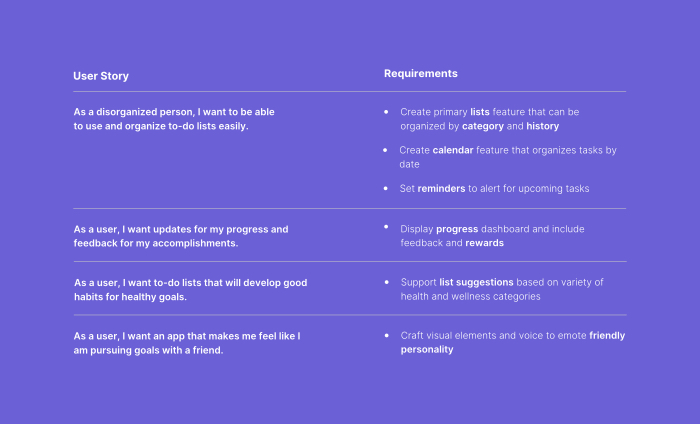 User Story
Requirements
As a disorganized person, I want to be able
to use and organize to-do lists easily.
• Create primary lists feature that can be
organized by category and history
• Create calendar feature that organizes tasks by
date
• Set reminders to alert for upcoming tasks
As a user, I want updates for my progress and
feedback for my accomplishments.
• Display progress dashboard and include
feedback and rewards
As a user, I want to-do lists that will develop good
habits for healthy goals.
• Support list suggestions based on variety of
health and wellness categories
As a user, I want an app that makes me feel like I
am pursuing goals with a friend.
• Craft visual elements and voice to emote friendly
personality